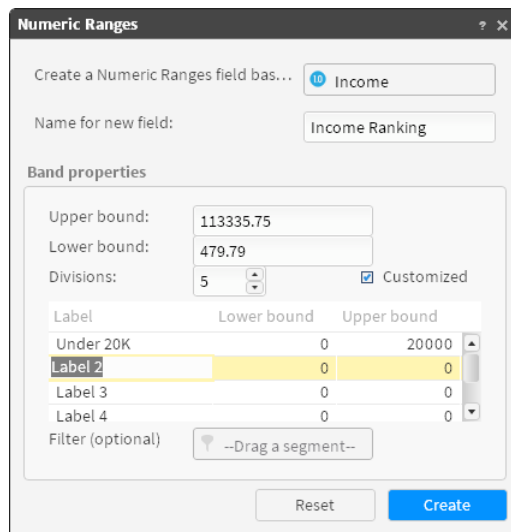 Numeric Ranges ? ×
Create a Numeric Ranges field bas... 1.0 Income
Name for new field: Income Ranking
Band properties
Upper bound: 113335.75
Lower bound: 479.79
Divisions: 5 Customized
Label Lower bound Upper bound
Under 20K 0 20000
Label 2 0 0
Label 3 0 0
Label 4 0 0
Filter (optional) --Drag a segment--
Reset Create